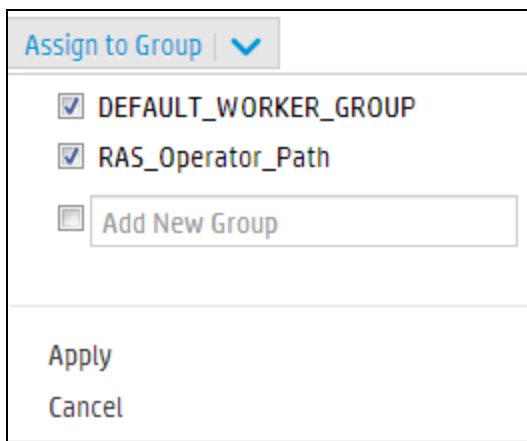 Assign to Group
DEFAULT_WORKER_GROUP
RAS_Operator_Path
Add New Group
Apply
Cancel